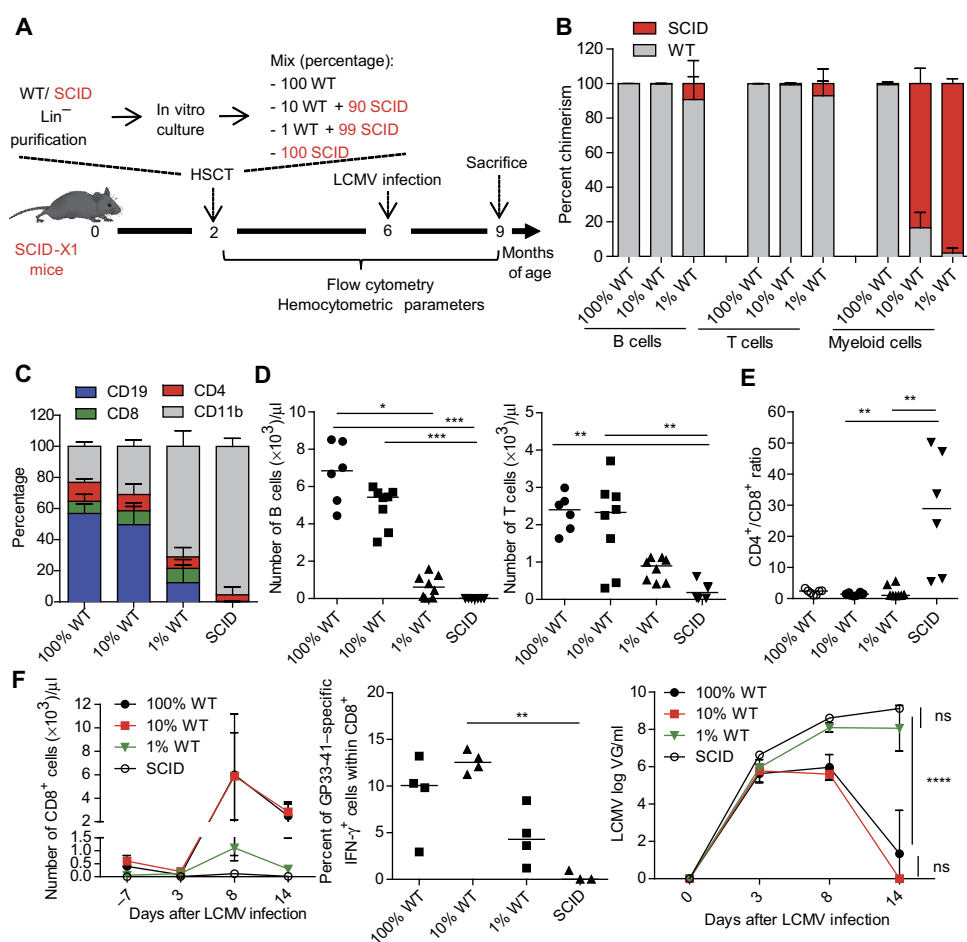 A
WT/ SCID
Lin–
purification
In vitro
culture
Mix (percentage):
- 100 WT
- 10 WT + 90 SCID
- 1 WT + 99 SCID
- 100 SCID
HSCT
LCMV infection
Sacrifice
0
2
6
9
SCID-X1
mice
Months
of age
Flow cytometry
Hemocytometric parameters
B
SCID
WT
Percent chimerism
100
80
60
40
20
0
100% WT
10% WT
1% WT
100% WT
10% WT
1% WT
100% WT
10% WT
1% WT
B cells
T cells
Myeloid cells
C
CD19
CD4
CD8
CD11b
Percentage
120
100
80
60
40
20
0
100% WT
10% WT
1% WT
SCID
D
Number of B cells (×10³)/μl
10
8
6
4
2
0
*
***
***
100% WT
10% WT
1% WT
SCID
Number of T cells (×10³)/μl
5
4
3
2
1
0
**
**
100% WT
10% WT
1% WT
SCID
E
CD4⁺/CD8⁺ ratio
60
50
40
30
20
10
0
**
**
100% WT
10% WT
1% WT
SCID
F
Number of CD8⁺ cells (×10³)/μl
12
10
8
6
4
2
1.0
0.5
0.0
100% WT
10% WT
1% WT
SCID
–7
3
8
14
Days after LCMV infection
Percent of GP33-41–specific
IFN-γ⁺ cells within CD8⁺
20
15
10
5
0
**
100% WT
10% WT
1% WT
SCID
LCMV log VG/ml
10
9
8
7
6
5
4
3
2
1
0
100% WT
10% WT
1% WT
SCID
ns
****
ns
0
3
8
14
Days after LCMV infection